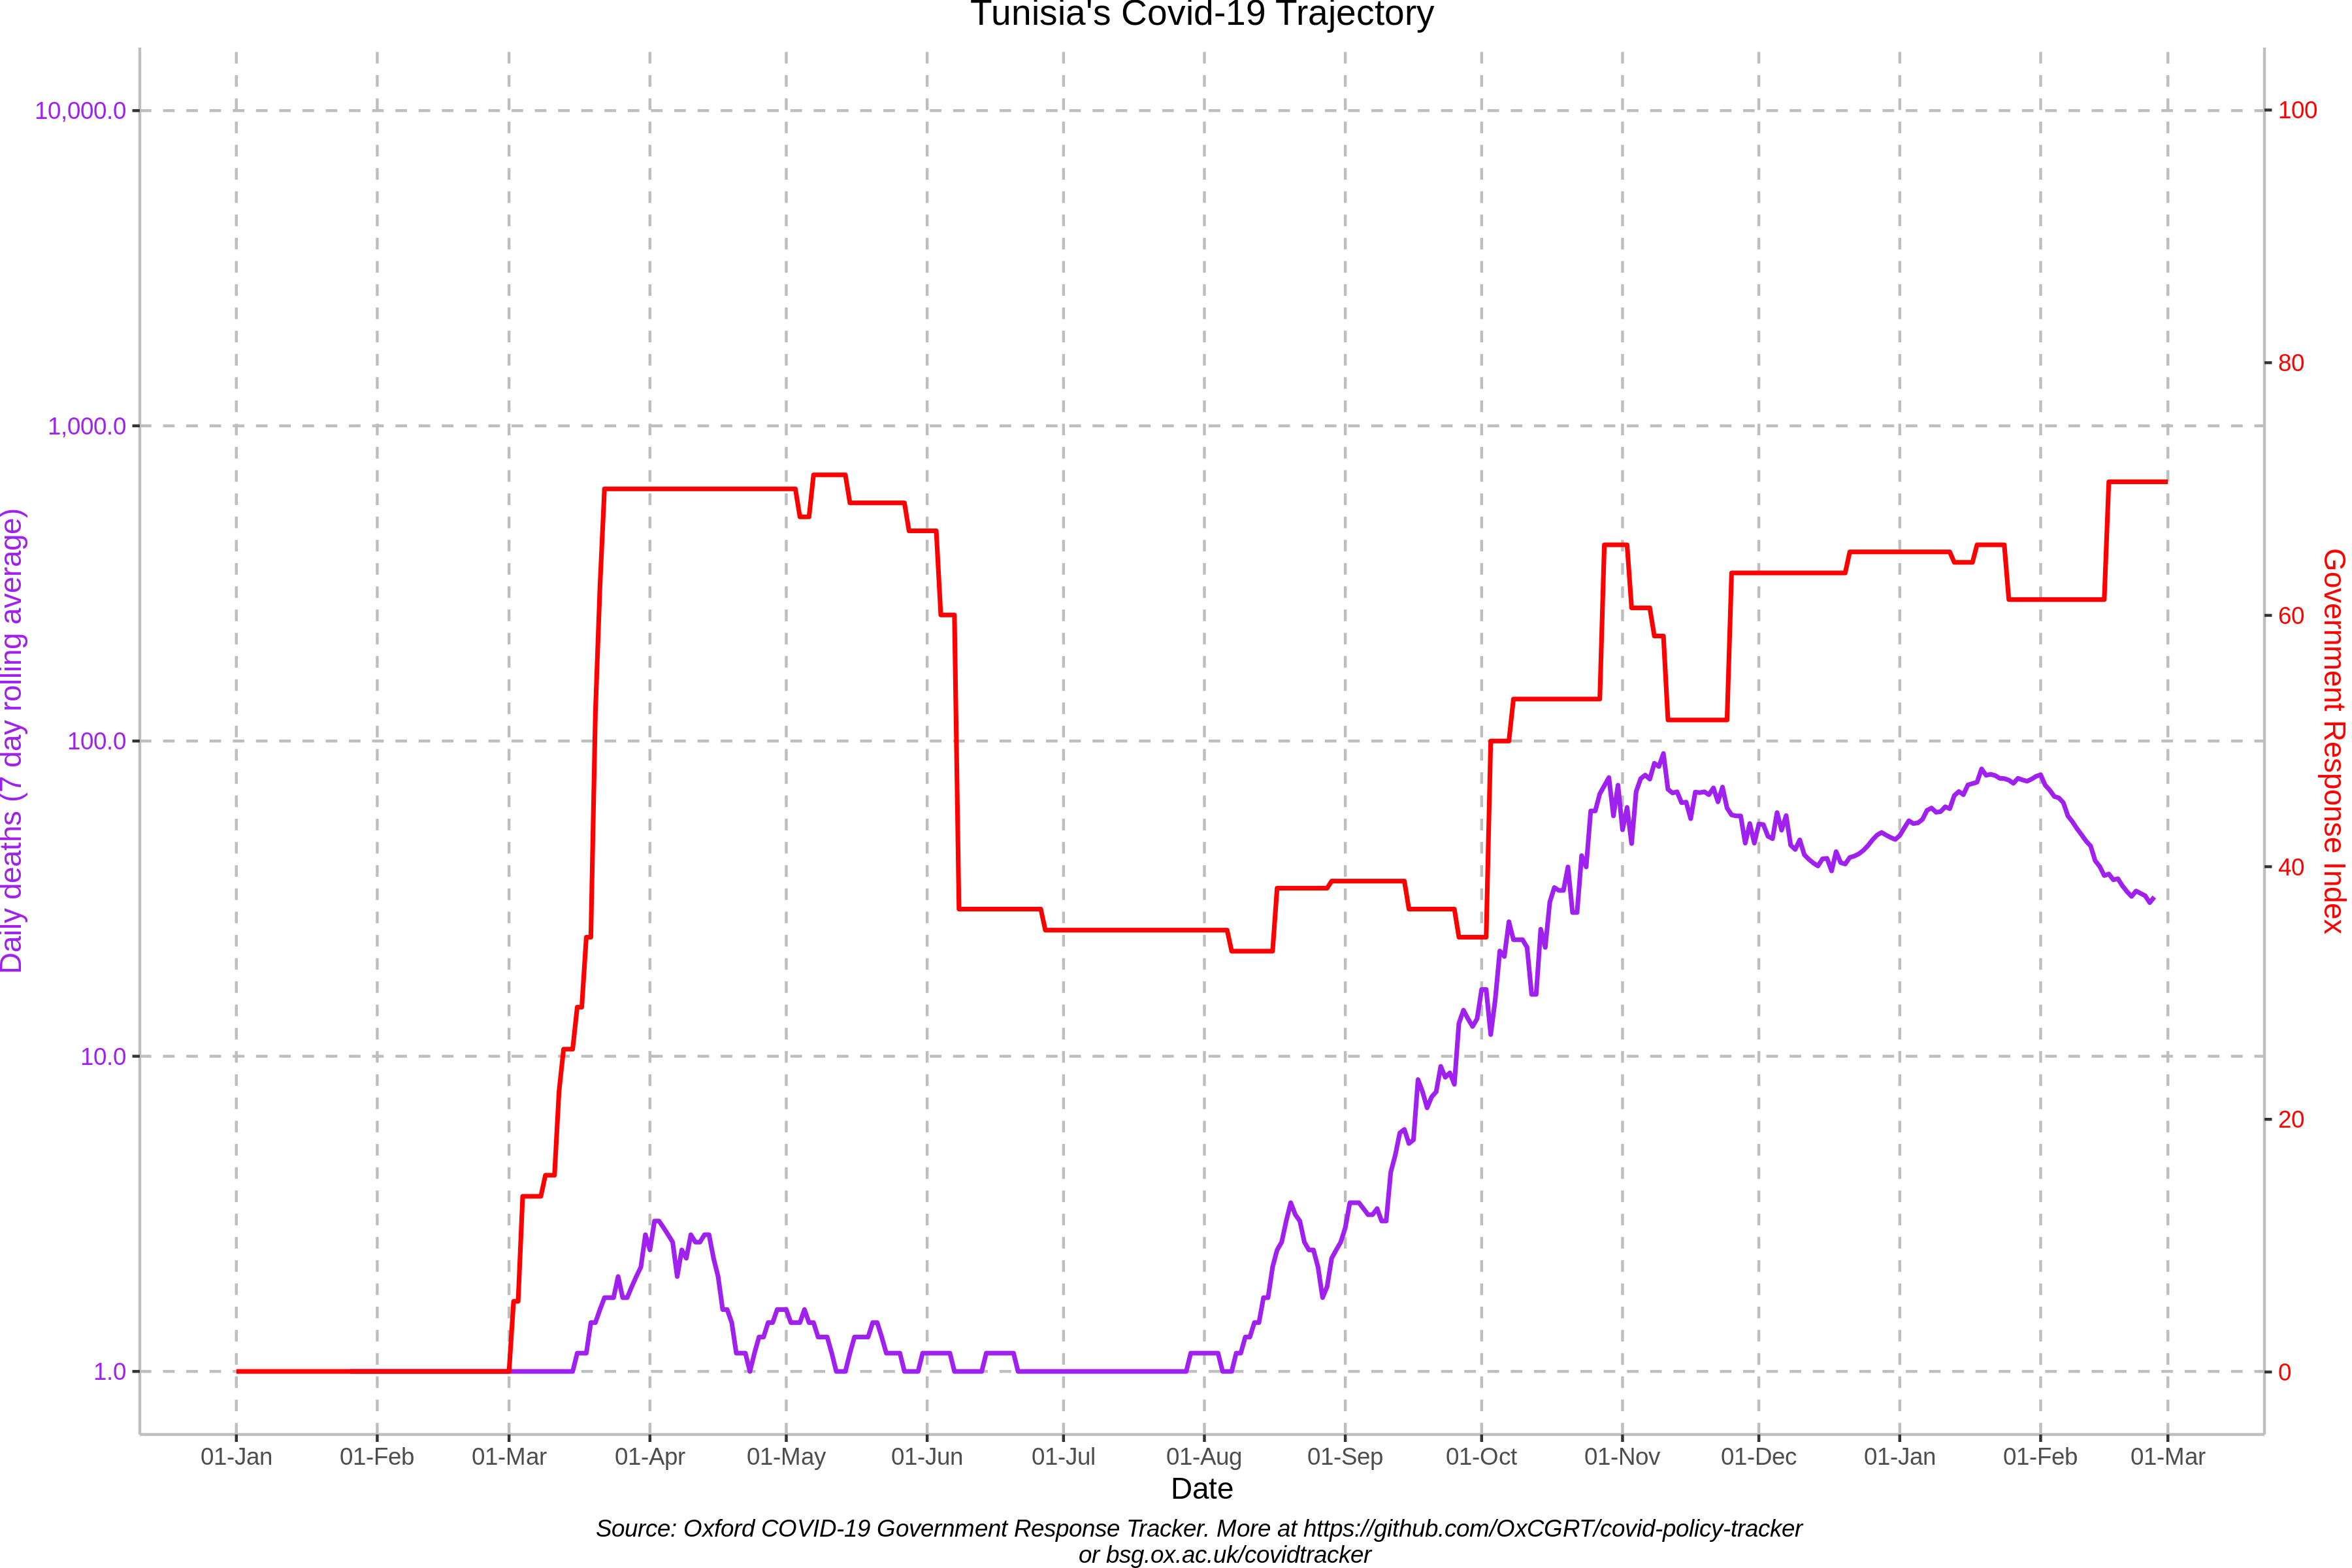 Tunisia's Covid-19 Trajectory
10,000.0
1,000.0
100.0
10.0
1.0
Daily deaths (7 day rolling average)
100
80
60
40
20
0
Government Response Index
01-Jan
01-Feb
01-Mar
01-Apr
01-May
01-Jun
01-Jul
01-Aug
01-Sep
01-Oct
01-Nov
01-Dec
01-Jan
01-Feb
01-Mar
Date
Source: Oxford COVID-19 Government Response Tracker. More at https://github.com/OxCGRT/covid-policy-tracker
or bsg.ox.ac.uk/covidtracker